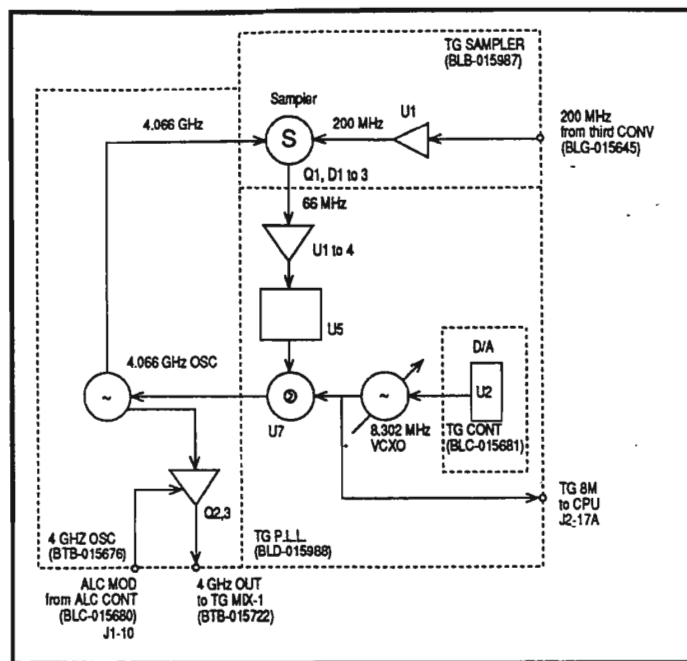 TG SAMPLER
(BLB-015987)
Sampler
U1
4.066 GHz
200 MHz
S
200 MHz
from third CONV
(BLG-015645)
Q1, D1 to 3
66 MHz
U1 to 4
U5
D/A
4.066 GHz OSC
U2
~
~
U7
8.302 MHz
VCXO
TG CONT
(BLC-015681)
Q2,3
TG 8M
to CPU
J2-17A
4 GHZ OSC
(BTB-015676)
TG P.L.L.
(BLD-015988)
ALC MOD
from ALC CONT
(BLC-015680)
J1-10
4 GHz OUT
to TG MIX-1
(BTB-015722)